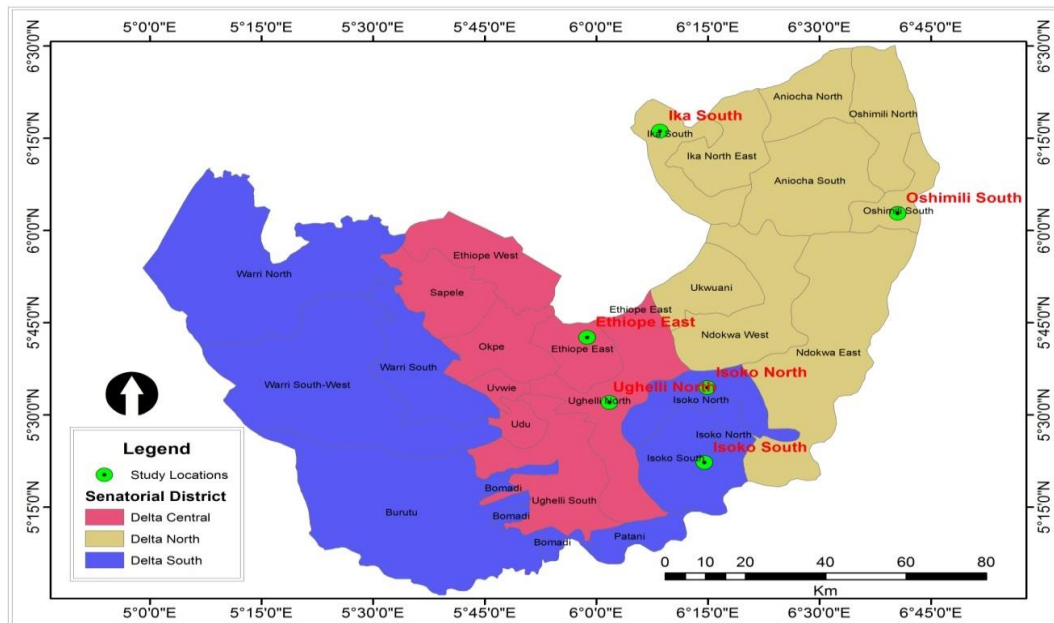 5°0'0"E 5°15'0"E 5°30'0"E 5°45'0"E 6°0'0"E 6°15'0"E 6°30'0"E 6°45'0"E
6°30'0"N 6°30'0"N
Aniocha North
Ika South
Oshimili North
Ika South
6°15'0"N 6°15'0"N
Ika North East
Aniocha South
Oshimili South
Oshimili South
6°0'0"N 6°0'0"N
Ethiope West
Warri North
Ukwuani
Sapele
Ethiope East
Ethiope East
5°45'0"N 5°45'0"N
Ndokwa West
Okpe
Ethiope East
Ndokwa East
Warri South
Isoko North
Warri South-West
Uvwie
Ughelli North
Ughelli North
Isoko North
5°30'0"N 5°30'0"N
Udu
Isoko North
Isoko South
Isoko South
Legend
Study Locations
Senatorial District
Delta Central
Delta North
Delta South
Bomadi
Ughelli South
5°15'0"N 5°15'0"N
Burutu
Bomadi
Patani
Bomadi
0 10 20 40 60 80
Km
5°0'0"E 5°15'0"E 5°30'0"E 5°45'0"E 6°0'0"E 6°15'0"E 6°30'0"E 6°45'0"E